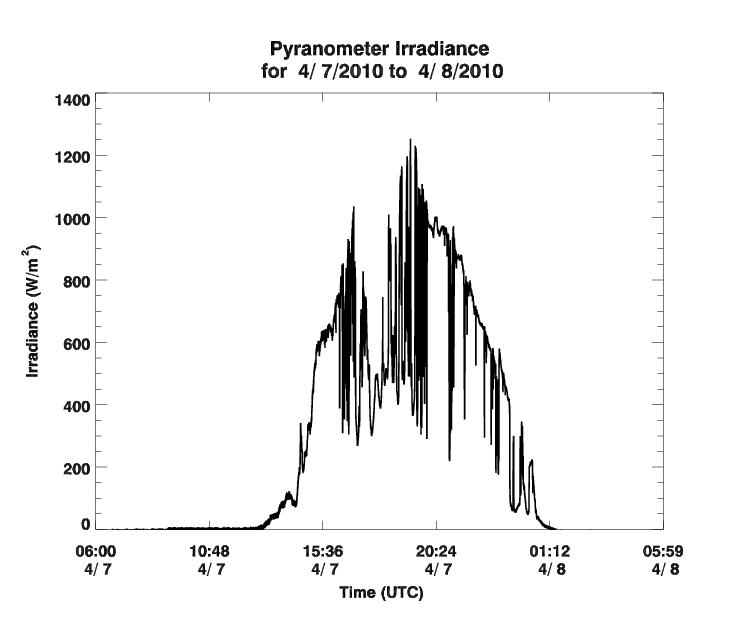 Pyranometer Irradiance
for 4/ 7/2010 to 4/ 8/2010
1400
1200
1000
800
600
400
200
0
Irradiance (W/m²)
06:00 10:48 15:36 20:24 01:12 05:59
4/ 7 4/ 7 4/ 7 4/ 7 4/ 8 4/ 8
Time (UTC)